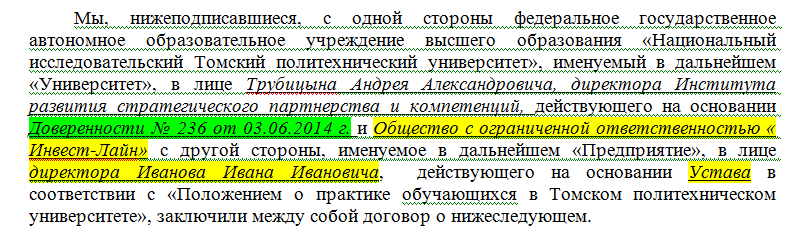 Мы, нижеподписавшиеся, с одной стороны федеральное государственное
автономное образовательное учреждение высшего образования «Национальный
исследовательский Томский политехнический университет», именуемый в дальнейшем
«Университет», в лице Трубицына Андрея Александровича, директора Института
развития стратегического партнерства и компетенций, действующего на основании
Доверенности № 236 от 03.06.2014 г. и Общество с ограниченной ответственностью «
Инвест-Лайн» с другой стороны, именуемое в дальнейшем «Предприятие», в лице
директора Иванова Ивана Ивановича, действующего на основании Устава в
соответствии с «Положением о практике обучающихся в Томском политехническом
университете», заключили между собой договор о нижеследующем.